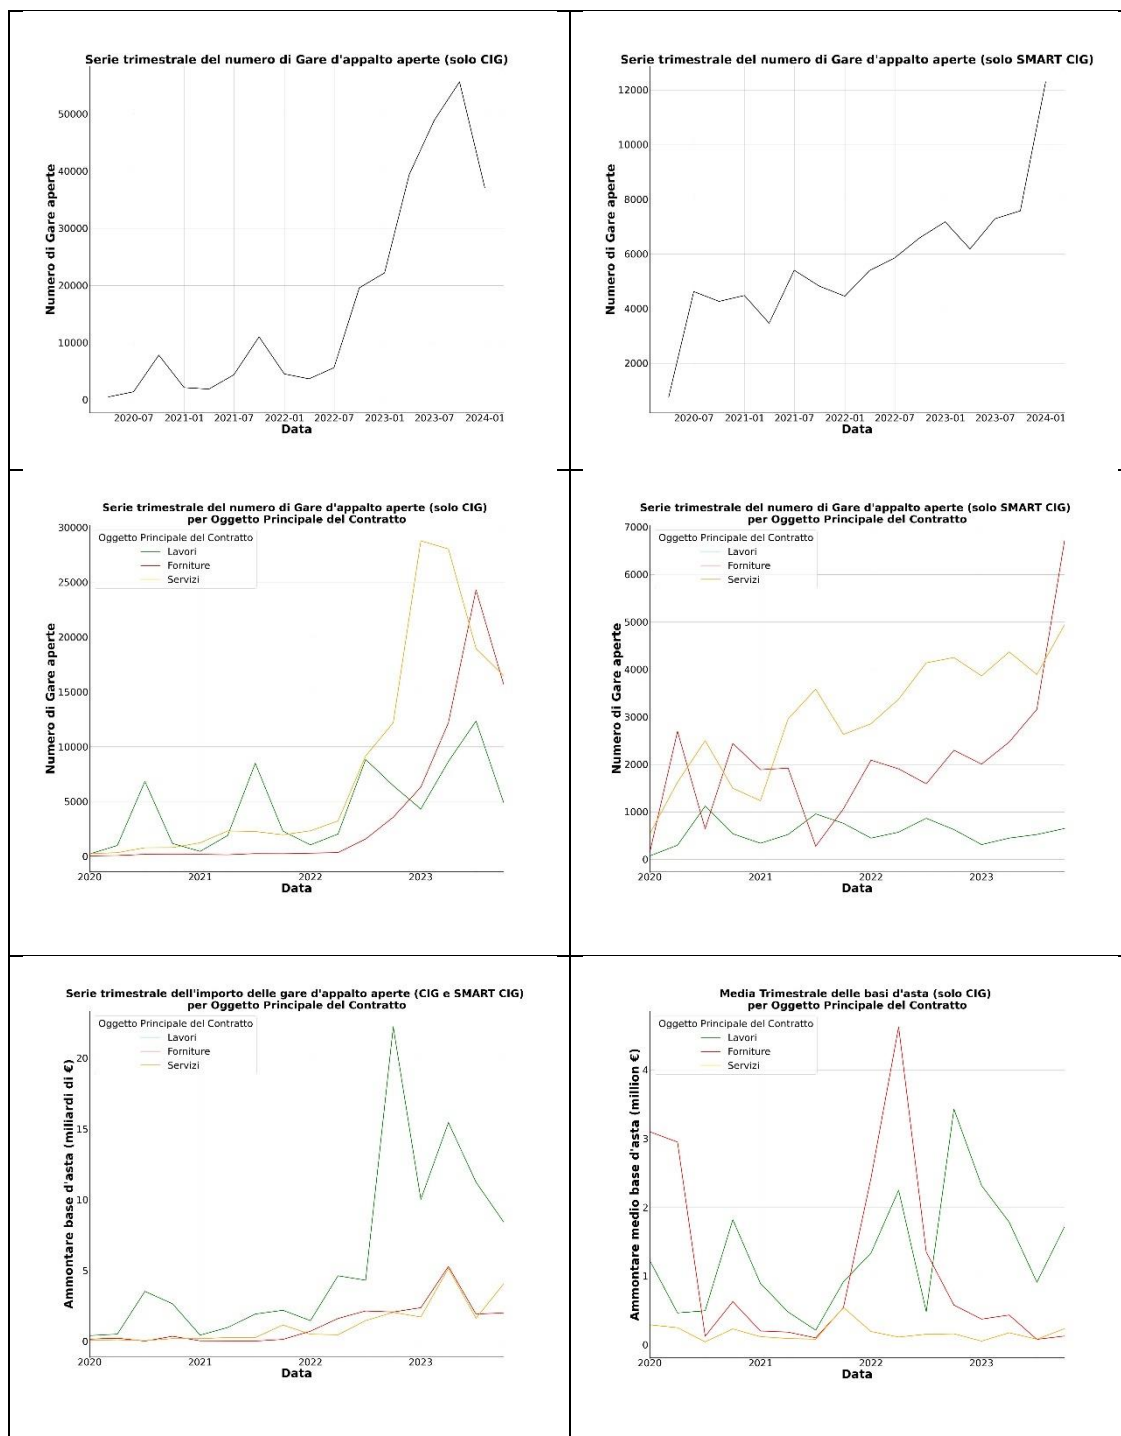 Serie trimestrale del numero di Gare d'appalto aperte (solo CIG)
Numero di Gare aperte
50000
40000
30000
20000
10000
0
2020-07 2021-01 2021-07 2022-01 2022-07 2023-01 2023-07 2024-01
Data
Serie trimestrale del numero di Gare d'appalto aperte (solo SMART CIG)
Numero di Gare aperte
12000
10000
8000
6000
4000
2000
2020-07 2021-01 2021-07 2022-01 2022-07 2023-01 2023-07 2024-01
Data
Serie trimestrale del numero di Gare d'appalto aperte (solo CIG)
per Oggetto Principale del Contratto
Oggetto Principale del Contratto
Lavori
Forniture
Servizi
Numero di Gare aperte
30000
25000
20000
15000
10000
5000
0
2020 2021 2022 2023
Data
Serie trimestrale del numero di Gare d'appalto aperte (solo SMART CIG)
per Oggetto Principale del Contratto
Oggetto Principale del Contratto
Lavori
Forniture
Servizi
Numero di Gare aperte
7000
6000
5000
4000
3000
2000
1000
0
2020 2021 2022 2023
Data
Serie trimestrale dell'importo delle gare d'appalto aperte (CIG e SMART CIG)
per Oggetto Principale del Contratto
Oggetto Principale del Contratto
Lavori
Forniture
Servizi
Ammontare base d'asta (miliardi di €)
20
15
10
5
0
2020 2021 2022 2023
Data
Media Trimestrale delle basi d'asta (solo CIG)
per Oggetto Principale del Contratto
Oggetto Principale del Contratto
Lavori
Forniture
Servizi
Ammontare medio base d'asta (million €)
4
3
2
1
0
2020 2021 2022 2023
Data